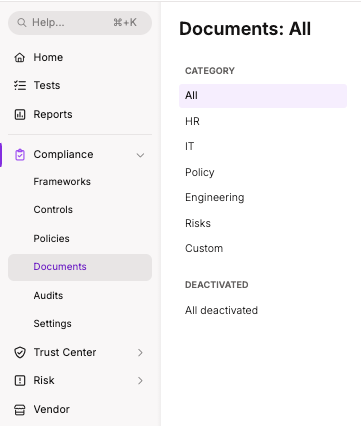 Help... ⌘+K
Home
Tests
Reports
Compliance
Frameworks
Controls
Policies
Documents
Audits
Settings
Trust Center
Risk
Vendor
Documents: All
CATEGORY
All
HR
IT
Policy
Engineering
Risks
Custom
DEACTIVATED
All deactivated